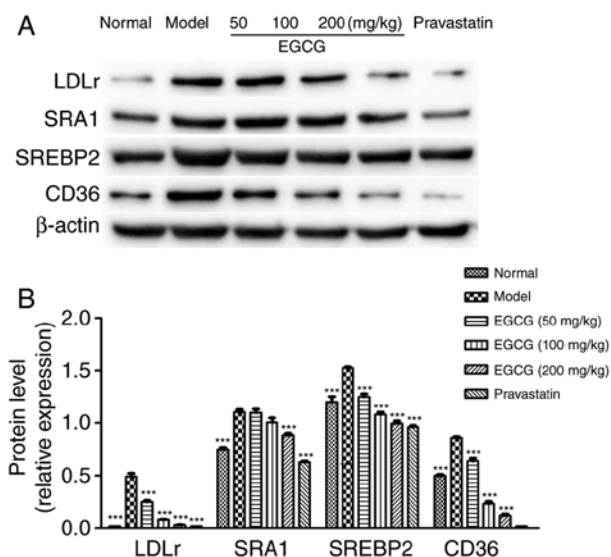 A
Normal Model 50 100 200 (mg/kg) Pravastatin
EGCG
LDLr
SRA1
SREBP2
CD36
β-actin
B
Normal
Model
EGCG (50 mg/kg)
EGCG (100 mg/kg)
EGCG (200 mg/kg)
Pravastatin
Protein level
(relative expression)
2.0
1.5
1.0
0.5
0.0
*** *** *** *** ***
*** *** ***
*** *** *** *** ***
*** *** *** ***
LDLr SRA1 SREBP2 CD36